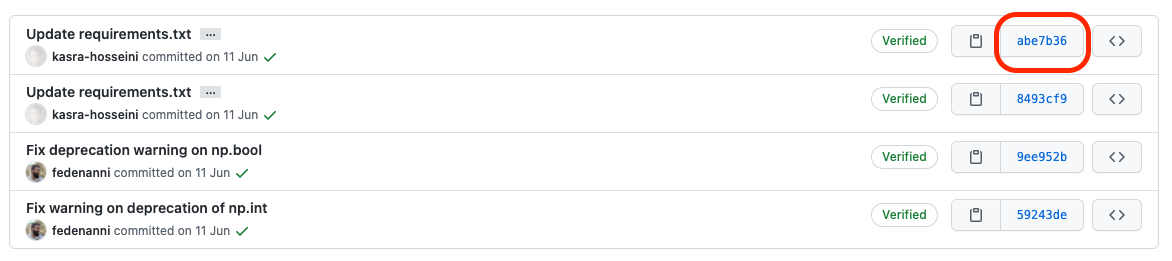 Update requirements.txt ...
kasra-hosseini committed on 11 Jun
Verified
abe7b36
Update requirements.txt ...
kasra-hosseini committed on 11 Jun
Verified
8493cf9
Fix deprecation warning on np.bool
fedenanni committed on 11 Jun
Verified
9ee952b
Fix warning on deprecation of np.int
fedenanni committed on 11 Jun
Verified
59243de